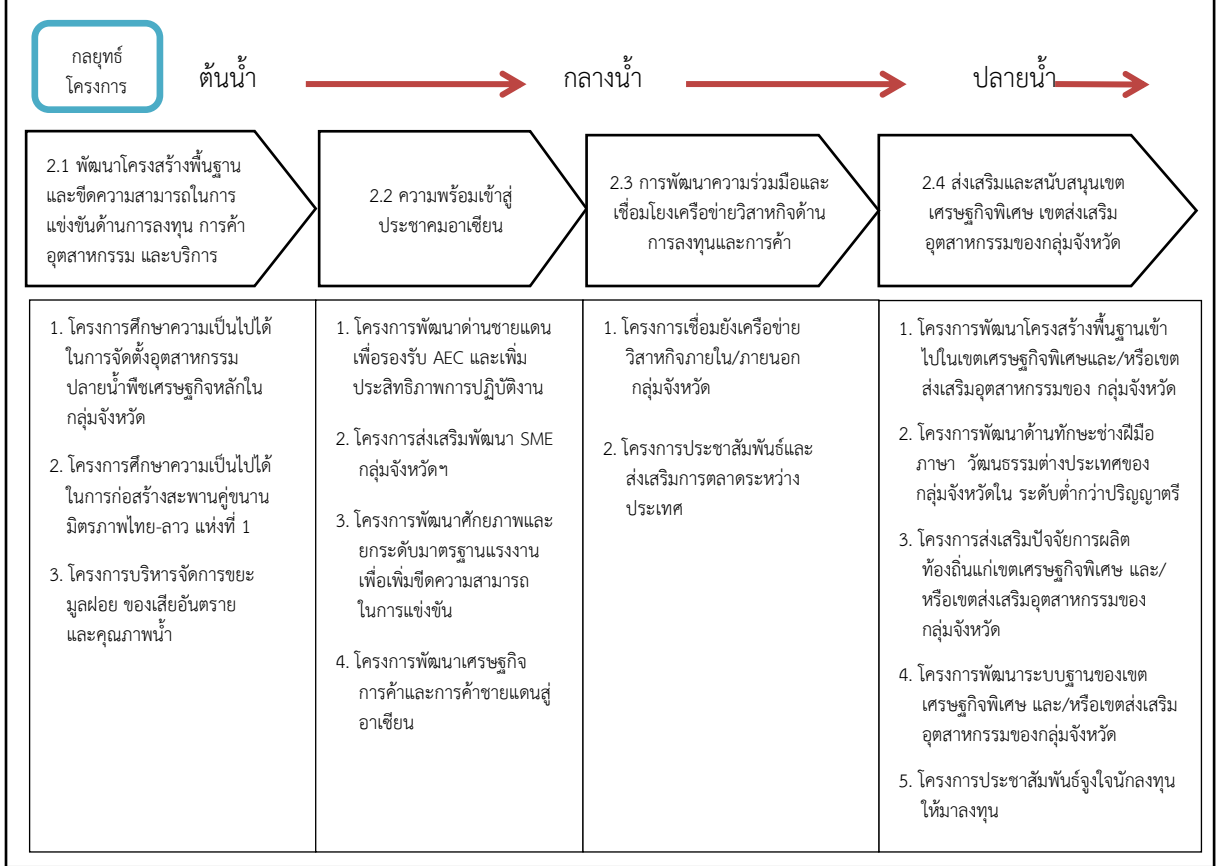 กลยุทธ์
โครงการ
ต้นน้ำ
กลางน้ำ
ปลายน้ำ
2.1 พัฒนาโครงสร้างพื้นฐาน
และขีดความสามารถในการ
แข่งขันด้านการลงทุน การค้า
อุตสาหกรรม และบริการ
2.2 ความพร้อมเข้าสู่
ประชาคมอาเซียน
2.3 การพัฒนาความร่วมมือและ
เชื่อมโยงเครือข่ายวิสาหกิจด้าน
การลงทุนและการค้า
2.4 ส่งเสริมและสนับสนุนเขต
เศรษฐกิจพิเศษ เขตส่งเสริม
อุตสาหกรรมของกลุ่มจังหวัด
1. โครงการศึกษาความเป็นไปได้
ในการจัดตั้งอุตสาหกรรม
ปลายน้ำพืชเศรษฐกิจหลักใน
กลุ่มจังหวัด
2. โครงการศึกษาความเป็นไปได้
ในการก่อสร้างสะพานคู่ขนาน
มิตรภาพไทย-ลาว แห่งที่ 1
3. โครงการบริหารจัดการขยะ
มูลฝอย ของเสียอันตราย
และคุณภาพน้ำ
1. โครงการพัฒนาด่านชายแดน
เพื่อรองรับ AEC และเพิ่ม
ประสิทธิภาพการปฏิบัติงาน
2. โครงการส่งเสริมพัฒนา SME
กลุ่มจังหวัดฯ
3. โครงการพัฒนาศักยภาพและ
ยกระดับมาตรฐานแรงงาน
เพื่อเพิ่มขีดความสามารถ
ในการแข่งขัน
4. โครงการพัฒนาเศรษฐกิจ
การค้าและการค้าชายแดนสู่
อาเซียน
1. โครงการเชื่อมยังเครือข่าย
วิสาหกิจภายใน/ภายนอก
กลุ่มจังหวัด
2. โครงการประชาสัมพันธ์และ
ส่งเสริมการตลาดระหว่าง
ประเทศ
1. โครงการพัฒนาโครงสร้างพื้นฐานเข้า
ไปในเขตเศรษฐกิจพิเศษและ/หรือเขต
ส่งเสริมอุตสาหกรรมของ กลุ่มจังหวัด
2. โครงการพัฒนาด้านทักษะช่างฝีมือ
ภาษา วัฒนธรรมต่างประเทศของ
กลุ่มจังหวัดใน ระดับต่ำกว่าปริญญาตรี
3. โครงการส่งเสริมปัจจัยการผลิต
ท้องถิ่นแก่เขตเศรษฐกิจพิเศษ และ/
หรือเขตส่งเสริมอุตสาหกรรมของ
กลุ่มจังหวัด
4. โครงการพัฒนาระบบฐานของเขต
เศรษฐกิจพิเศษ และ/หรือเขตส่งเสริม
อุตสาหกรรมของกลุ่มจังหวัด
5. โครงการประชาสัมพันธ์จูงใจนักลงทุน
ให้มาลงทุน